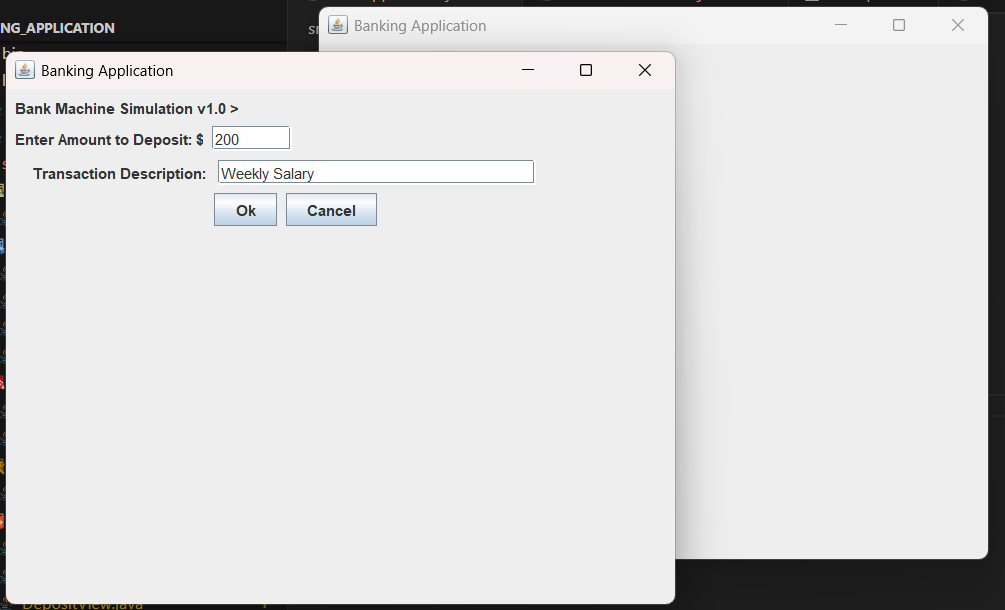 NG_APPLICATION
Banking Application
Banking Application
Bank Machine Simulation v1.0 >
Enter Amount to Deposit: $ 200
Transaction Description: Weekly Salary
Ok Cancel
DepositView.java